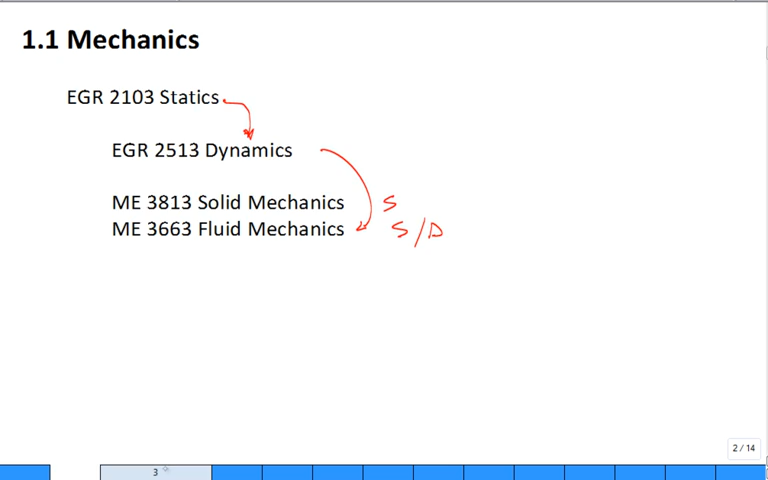 1.1 Mechanics
EGR 2103 Statics
EGR 2513 Dynamics
ME 3813 Solid Mechanics S
ME 3663 Fluid Mechanics S/D
2 / 14
3